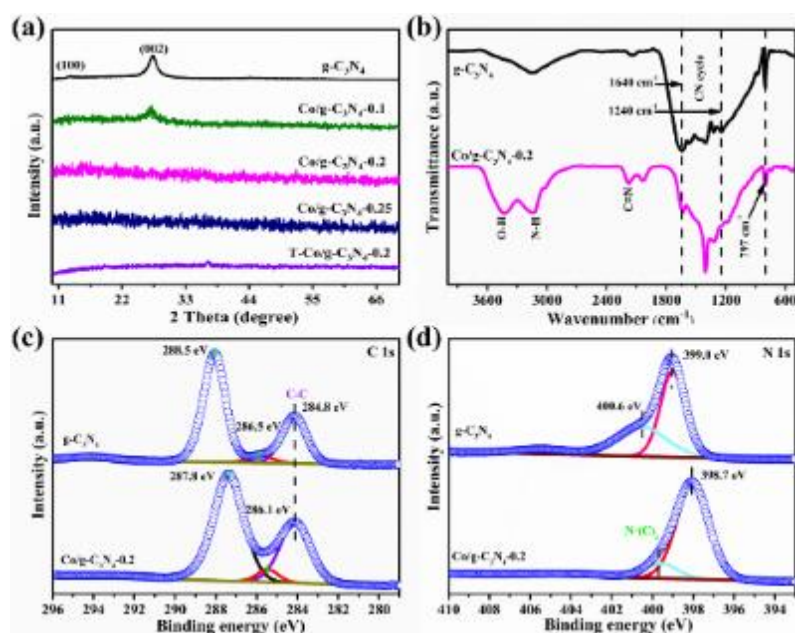 (a)
(100)
(002)
g-C₃N₄
Co/g-C₃N₄-0.1
Co/g-C₃N₄-0.2
Co/g-C₃N₄-0.25
T-Co/g-C₃N₄-0.2
Intensity (a.u.)
11 22 33 44 55 66
2 Theta (degree)
(b)
g-C₃N₄
1640 cm⁻¹
CN cycle
1240 cm⁻¹
Co/g-C₃N₄-0.2
O-H
N-H
C≡N
797 cm⁻¹
Transmittance (a.u.)
3600 3000 2400 1800 1200 600
Wavenumber (cm⁻¹)
(c)
C 1s
288.5 eV
C-C
284.8 eV
286.5 eV
g-C₃N₄
287.8 eV
286.1 eV
Co/g-C₃N₄-0.2
Intensity (a.u.)
296 294 292 290 288 286 284 282 280
Binding energy (eV)
(d)
N 1s
399.0 eV
400.6 eV
g-C₃N₄
398.7 eV
N-(C)₃
Co/g-C₃N₄-0.2
Intensity (a.u.)
410 408 406 404 402 400 398 396 394
Binding energy (eV)